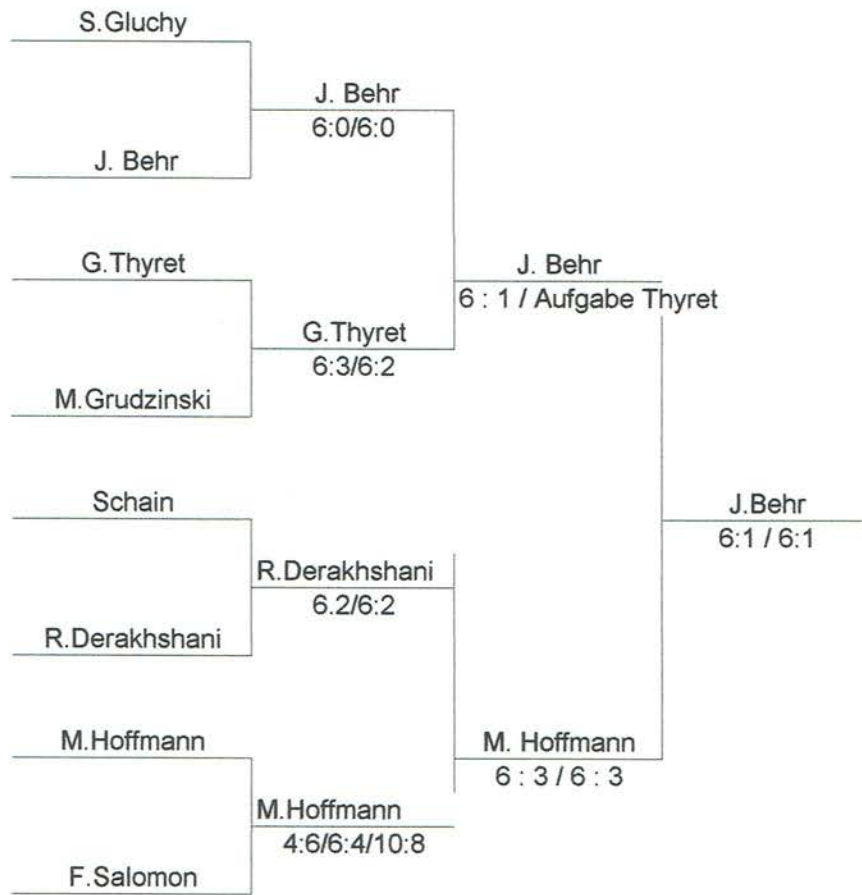 S.Gluchy
J. Behr
6:0/6:0
J. Behr
G.Thyret
J. Behr
6 : 1 / Aufgabe Thyret
G.Thyret
6:3/6:2
M.Grudzinski
Schain
J.Behr
6:1 / 6:1
R.Derakhshani
6.2/6:2
R.Derakhshani
M.Hoffmann
M. Hoffmann
6 : 3 / 6 : 3
M.Hoffmann
4:6/6:4/10:8
F.Salomon